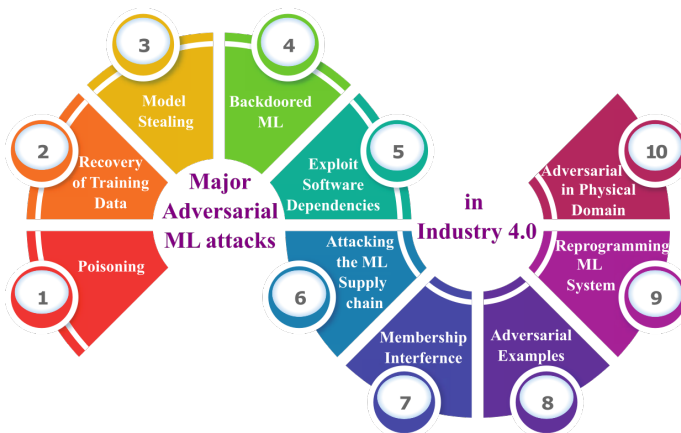 1
Poisoning
2
Recovery
of Training
Data
3
Model
Stealing
4
Backdoored
ML
5
Exploit
Software
Dependencies
Major
Adversarial
ML attacks
in
Industry 4.0
6
Attacking
the ML
Supply
chain
7
Membership
Interfernce
8
Adversarial
Examples
9
Reprogramming
ML
System
10
Adversarial
in Physical
Domain